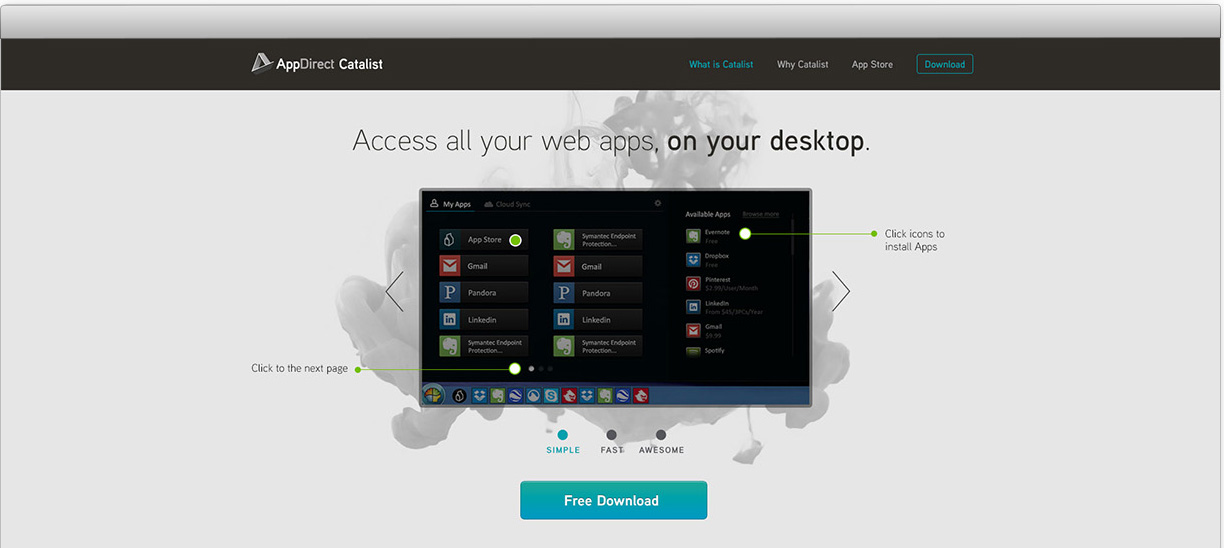 AppDirect Catalist
What is Catalist
Why Catalist
App Store
Download
Access all your web apps, on your desktop.
My Apps
Cloud Sync
App Store
Gmail
Pandora
Linkedin
Symantec Endpoint
Protection...
Symantec Endpoint
Protection...
Gmail
Pandora
Linkedin
Symantec Endpoint
Protection...
Available Apps
Browse more
Evernote
Free
Dropbox
Free
Pinterest
$7.99/User/Month
Linkedin
From $45/3PCs/Year
Gmail
$9.99
Spotify
Click icons to
install Apps
Click to the next page
SIMPLE
FAST
AWESOME
Free Download